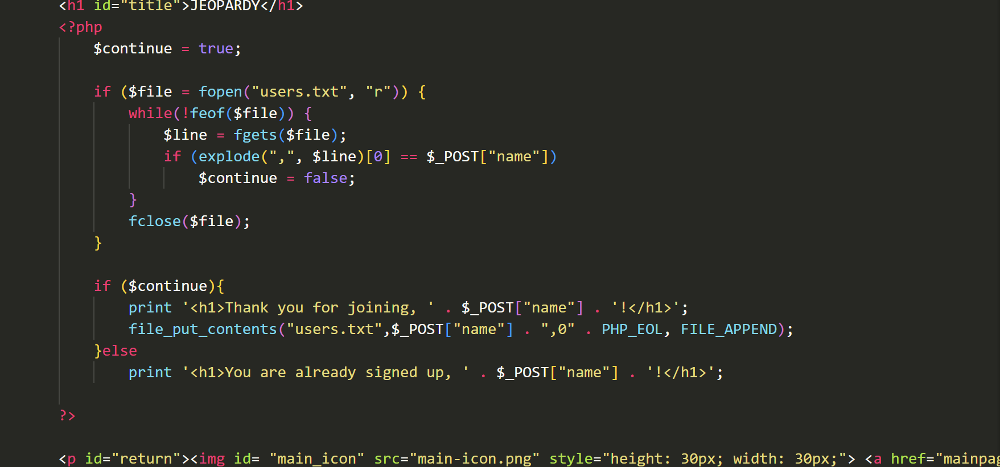 <h1 id="title">JEOPARDY</h1>
<?php
$continue = true;
if ($file = fopen("users.txt", "r")) {
while(!feof($file)) {
$line = fgets($file);
if (explode(",", $line)[0] == $_POST["name"])
$continue = false;
}
fclose($file);
}
if ($continue){
print '<h1>Thank you for joining, ' . $_POST["name"] . '!</h1>';
file_put_contents("users.txt",$_POST["name"] . ",0" . PHP_EOL, FILE_APPEND);
}else
print '<h1>You are already signed up, ' . $_POST["name"] . '!</h1>';
?>
<p id="return"><img id= "main_icon" src="main-icon.png" style="height: 30px; width: 30px;"> <a href="mainpag